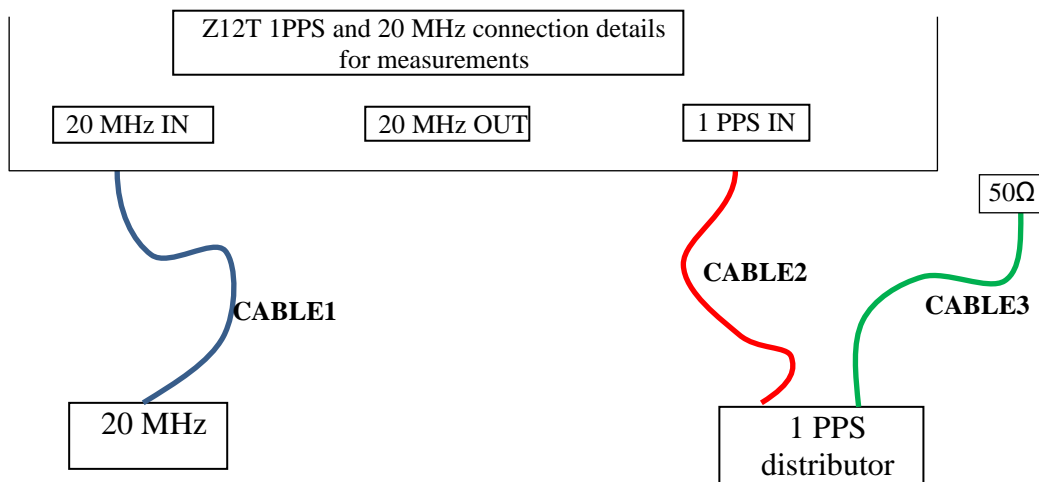 Z12T 1PPS and 20 MHz connection details
for measurements
20 MHz IN
20 MHz OUT
1 PPS IN
50Ω
CABLE2
CABLE3
CABLE1
20 MHz
1 PPS
distributor